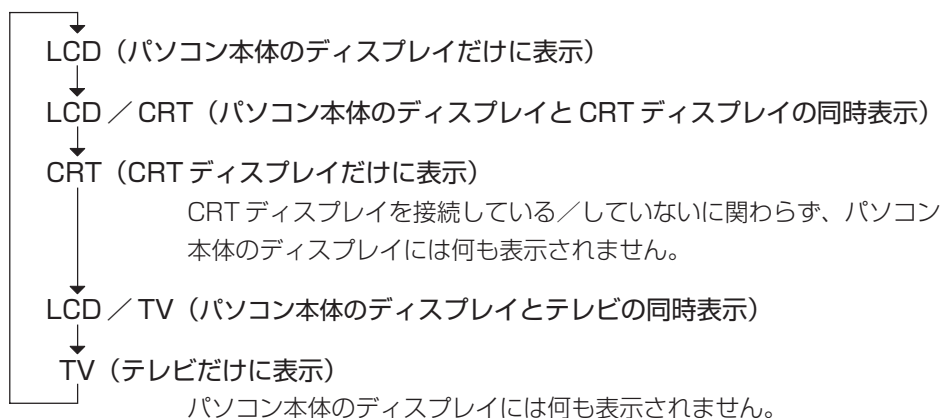 LCD（パソコン本体のディスプレイだけに表示）
LCD／CRT（パソコン本体のディスプレイとCRTディスプレイの同時表示）
CRT（CRTディスプレイだけに表示）
CRTディスプレイを接続している／していないに関わらず、パソコン
本体のディスプレイには何も表示されません。
LCD／TV（パソコン本体のディスプレイとテレビの同時表示）
TV（テレビだけに表示）
パソコン本体のディスプレイには何も表示されません。